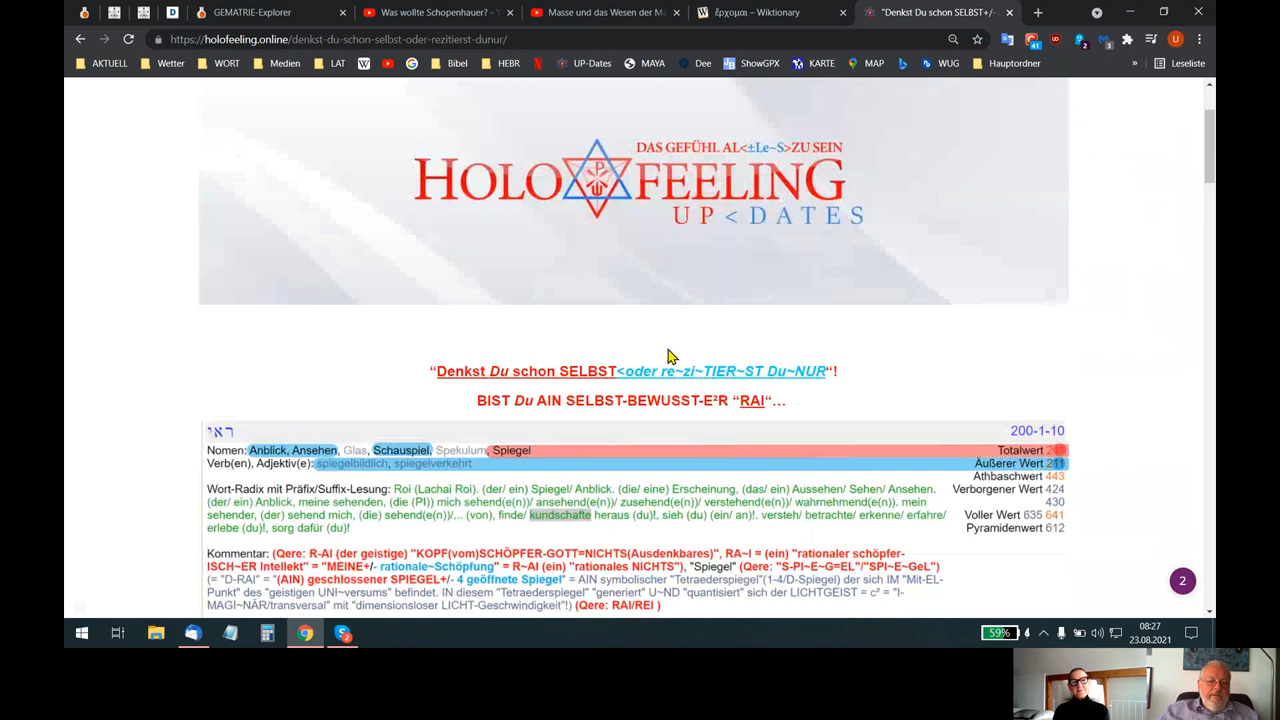 GEMATRIE-Explorer
Was wollte Schopenhauer? -
Masse und das Wesen der Ma
ἔρχομαι – Wiktionary
"Denkst Du schon SELBST+/-
https://holofeeling.online/denkst-du-schon-selbst-oder-rezitierst-dunur/
41
2
3
U
AKTUELL
Wetter
WORT
Medien
LAT
Bibel
HEBR
UP-Dates
MAYA
Dee
ShowGPX
KARTE
MAP
WUG
Hauptordner
»
Leseliste
DAS GEFÜHL AL<±Le~S>ZU SEIN
HOLO FEELING
UP < DATES
“Denkst Du schon SELBST<oder re~zi~TIER~ST Du~NUR“!
BIST Du AIN SELBST-BEWUSST-E²R “RAI“…
ראי 200-1-10
Nomen: Anblick, Ansehen, Glas, Schauspiel, Spekulum, Spiegel Totalwert
Verb(en), Adjektiv(e): spiegelbildlich, spiegelverkehrt Äußerer Wert 211
Athbaschwert 443
Wort-Radix mit Präfix/Suffix-Lesung: Roi (Lachai Roi). (der/ ein) Spiegel/ Anblick. (die/ eine) Erscheinung, (das/ ein) Aussehen/ Sehen/ Ansehen. Verborgener Wert 424
(der/ ein) Anblick, meine sehenden, (die (PI)) mich sehend(e(n))/ ansehend(e(n))/ zusehend(e(n))/ verstehend(e(n))/ wahrnehmend(e(n)). mein 430
sehender, (der) sehend mich, (die) sehend(e(n))/... (von), finde/ kundschafte heraus (du)!, sieh (du) (ein/ an)!. versteh/ betrachte/ erkenne/ erfahre/ Voller Wert 635 641
erlebe (du)!, sorg dafür (du)! Pyramidenwert 612
Kommentar: (Qere: R-AI (der geistige) "KOPF(vom)SCHÖPFER-GOTT=NICHTS(Ausdenkbares)", RA~I = (ein) "rationaler schöpfer-
ISCH~ER Intellekt" = "MEINE+/- rationale~Schöpfung" = R~AI (ein) "rationales NICHTS"), "Spiegel" (Qere: "S-PI~E~G=EL"/"SPI~E~GeL")
(= "D-RAI" = "(AIN) geschlossener SPIEGEL+/- 4 geöffnete Spiegel" = AIN symbolischer "Tetraederspiegel"(1-4/D-Spiegel) der sich IM "Mit-EL-
Punkt" des "geistigen UNI~versums" befindet. IN diesem "Tetraederspiegel" "generiert" U~ND "quantisiert" sich der LICHTGEIST = c² = "I-
MAGI~NÄR/transversal" mit "dimensionsloser LICHT-Geschwindigkeit"!) (Qere: RAI/REI )
2
59%
08:27
23.08.2021